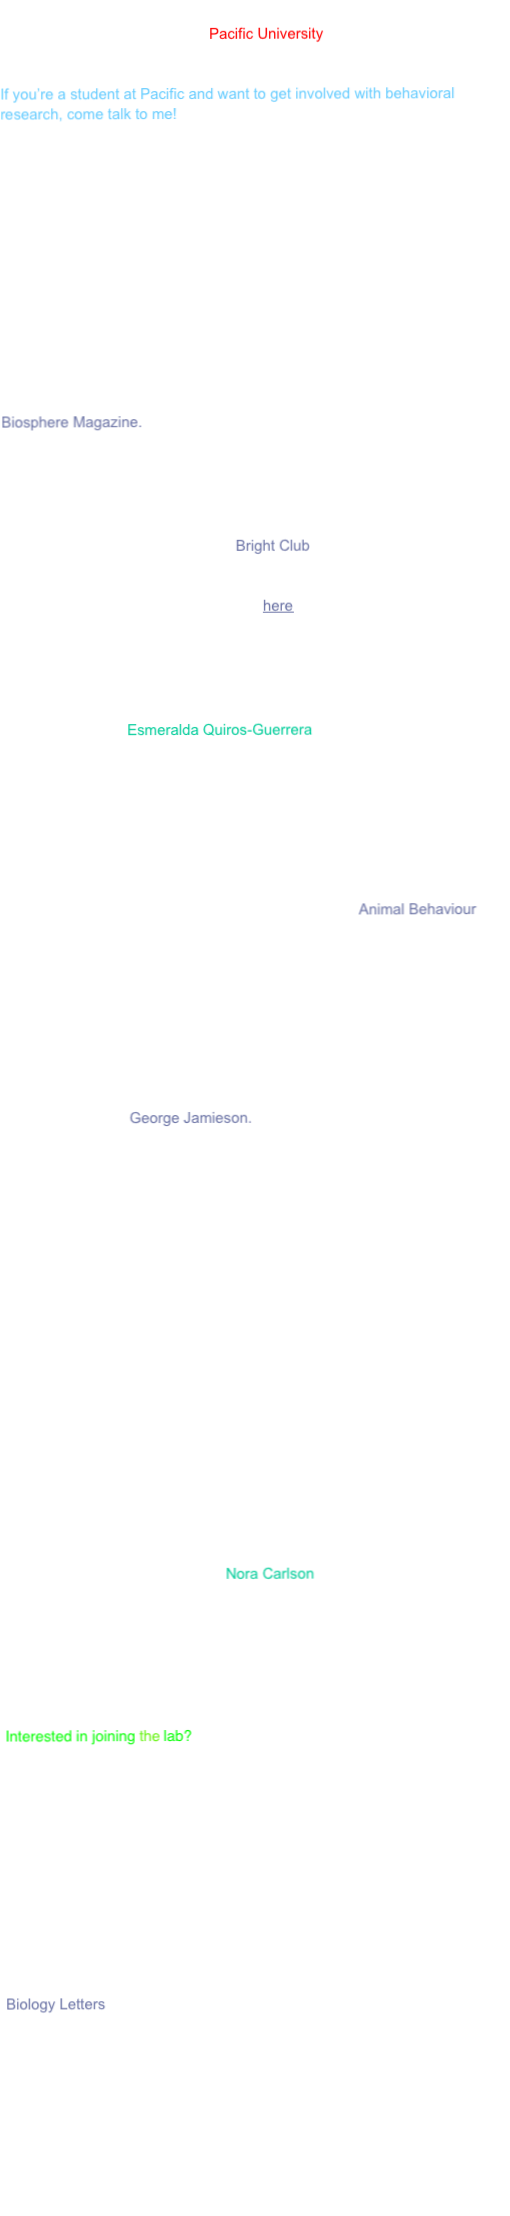 Pacific University
If you’re a student at Pacific and want to get involved with behavioral
research, come talk to me!
Biosphere Magazine.
Bright Club
here
Esmeralda Quiros-Guerrera
Animal Behaviour
George Jamieson.
Nora Carlson
Interested in joining the lab?
Biology Letters